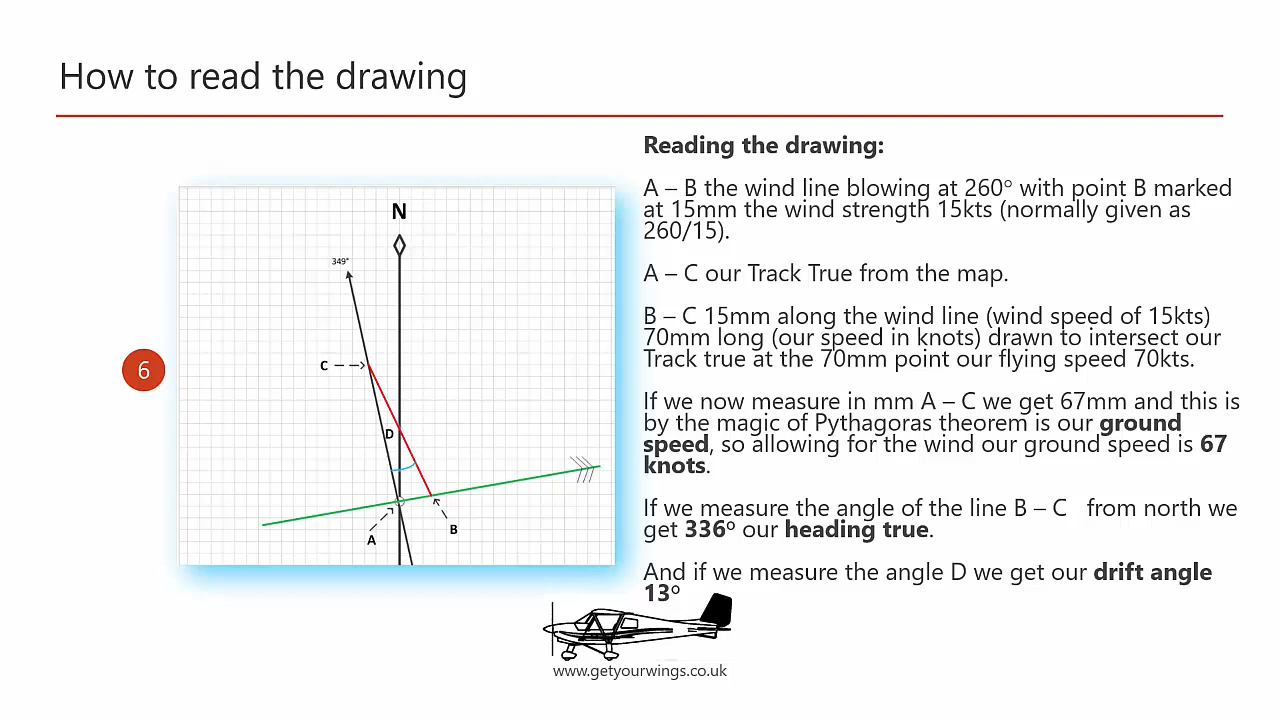 How to read the drawing
Reading the drawing:
A – B the wind line blowing at 260° with point B marked
at 15mm the wind strength 15kts (normally given as
260/15).
A – C our Track True from the map.
B – C 15mm along the wind line (wind speed of 15kts)
70mm long (our speed in knots) drawn to intersect our
Track true at the 70mm point our flying speed 70kts.
If we now measure in mm A – C we get 67mm and this is
by the magic of Pythagoras theorem is our ground
speed, so allowing for the wind our ground speed is 67
knots.
If we measure the angle of the line B – C from north we
get 336º our heading true.
And if we measure the angle D we get our drift angle
13º
6
N
349°
C
D
A
B
www.getyourwings.co.uk